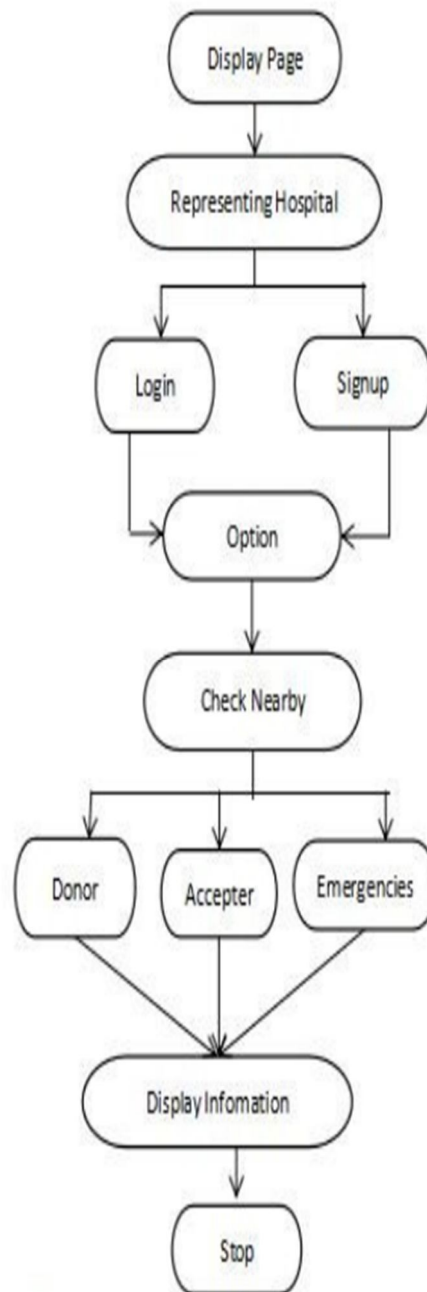 Display Page
Representing Hospital
Login
Signup
Option
Check Nearby
Donor
Accepter
Emergencies
Display Infomation
Stop